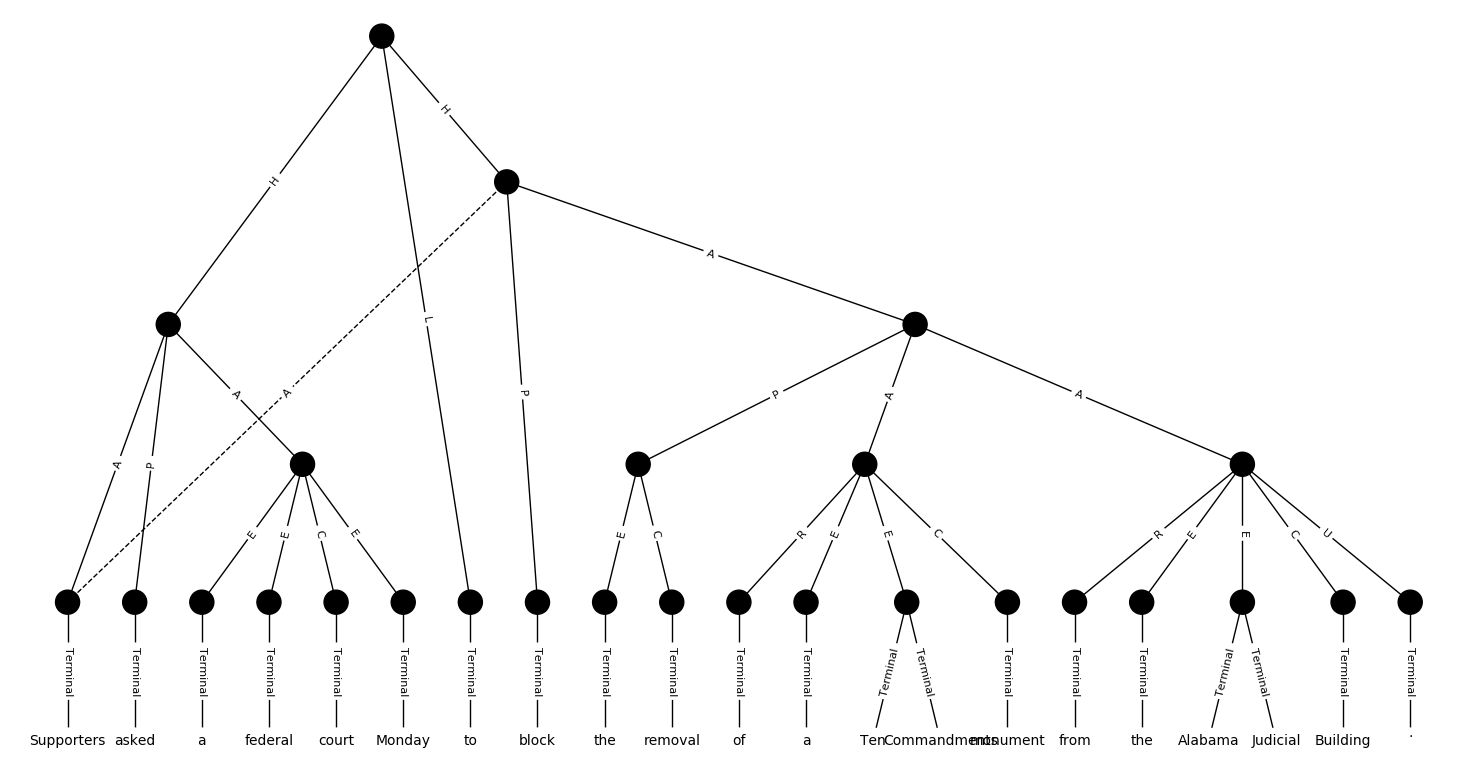 H
H
A
L
A
A
P
P
A
A
A
P
E
E
C
E
E
C
R
E
E
C
R
E
E
C
U
Terminal Terminal Terminal Terminal Terminal Terminal Terminal Terminal Terminal Terminal Terminal Terminal Terminal Terminal Terminal Terminal Terminal Terminal Terminal Terminal Terminal
Supporters asked a federal court Monday to block the removal of a Ten Commandments monument from the Alabama Judicial Building .